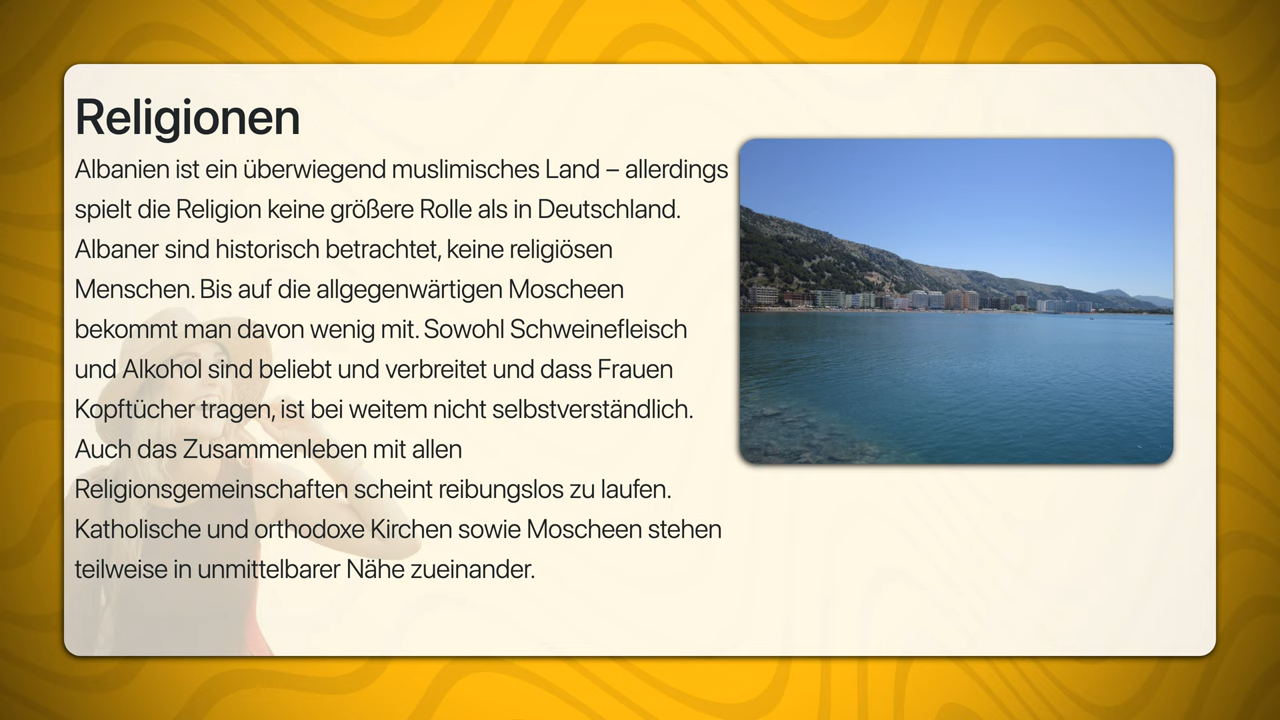 Religionen
Albanien ist ein überwiegend muslimisches Land – allerdings
spielt die Religion keine größere Rolle als in Deutschland.
Albaner sind historisch betrachtet, keine religiösen
Menschen. Bis auf die allgegenwärtigen Moscheen
bekommt man davon wenig mit. Sowohl Schweinefleisch
und Alkohol sind beliebt und verbreitet und dass Frauen
Kopftücher tragen, ist bei weitem nicht selbstverständlich.
Auch das Zusammenleben mit allen
Religionsgemeinschaften scheint reibungslos zu laufen.
Katholische und orthodoxe Kirchen sowie Moscheen stehen
teilweise in unmittelbarer Nähe zueinander.